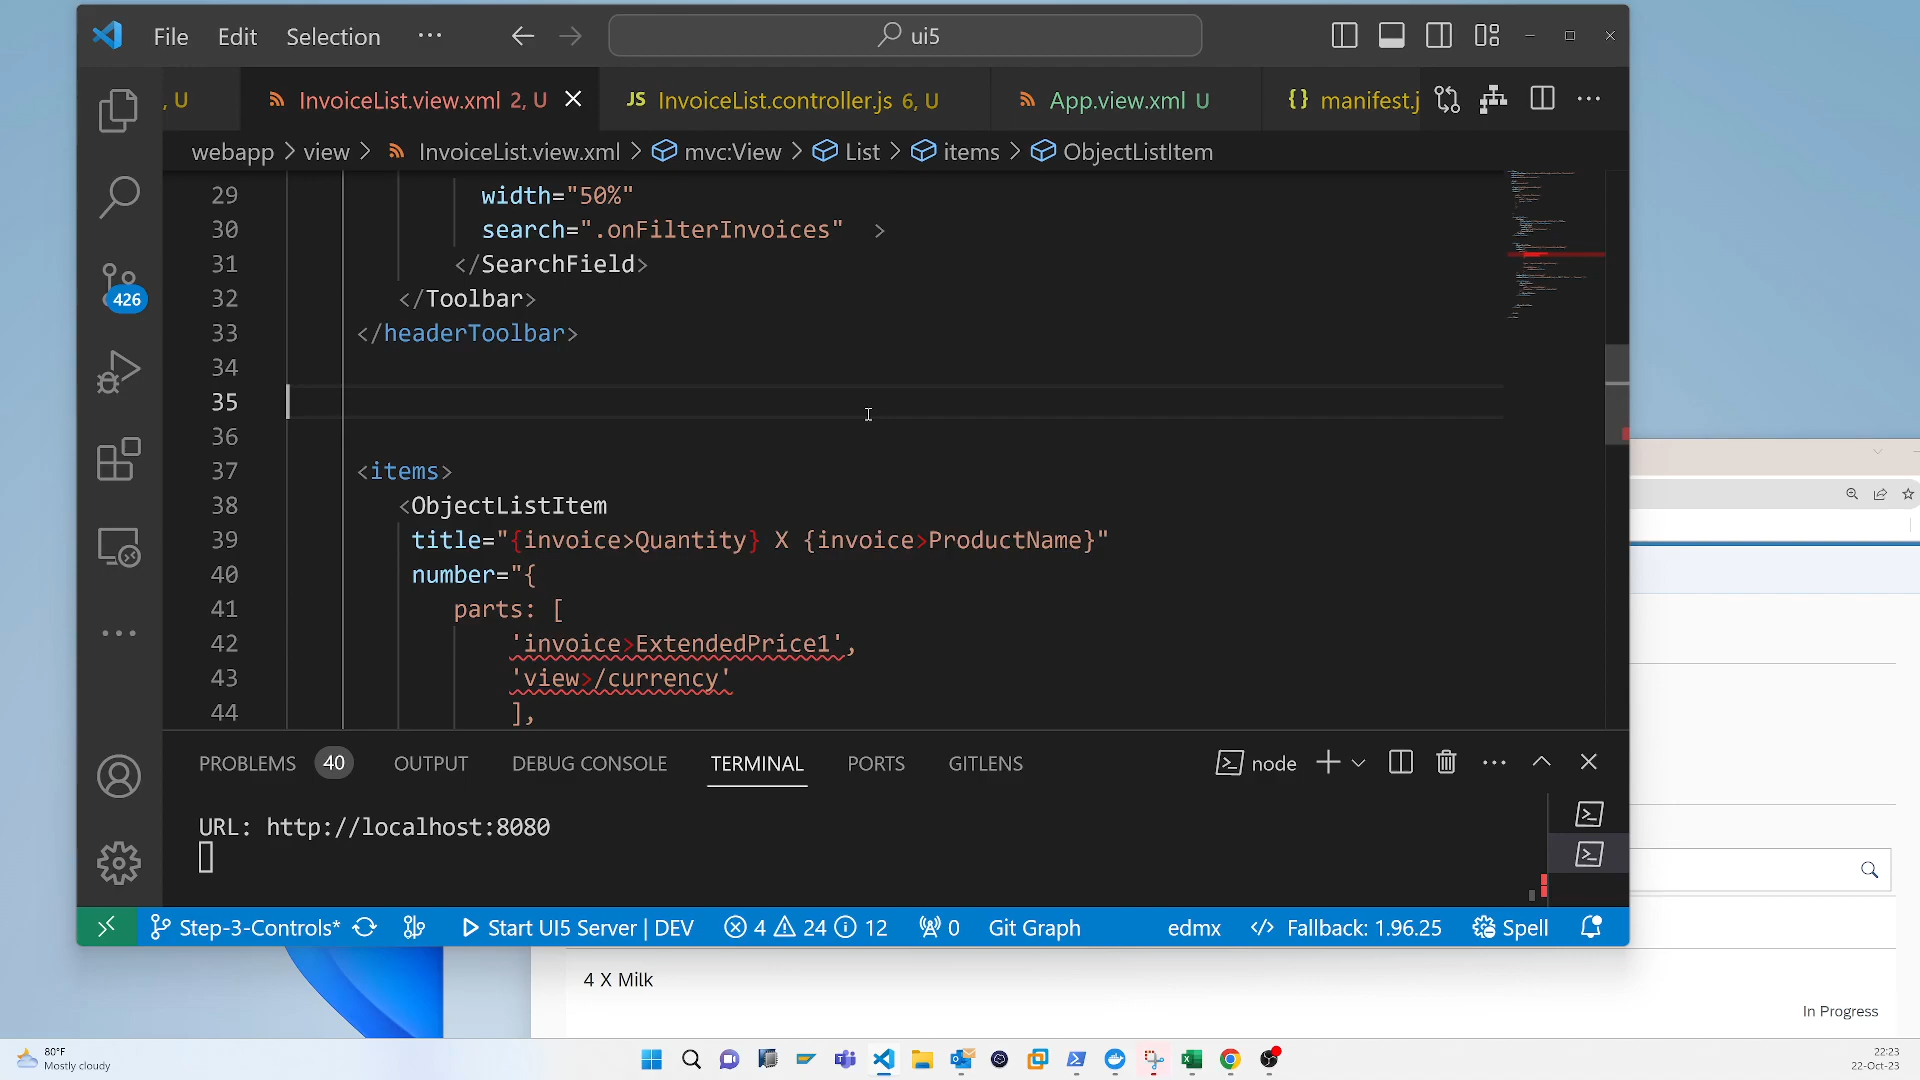 File Edit Selection ··· ui5
, U InvoiceList.view.xml 2, U JS InvoiceList.controller.js 6, U App.view.xml U {} manifest.j
webapp > view > InvoiceList.view.xml > mvc:View > List > items > ObjectListItem
29 width="50%"
30 search=".onFilterInvoices" >
31 </SearchField>
32 </Toolbar>
33 </headerToolbar>
34
35
36
37 <items>
38 <ObjectListItem
39 title="{invoice>Quantity} X {invoice>ProductName}"
40 number="{
41 parts: [
42 'invoice>ExtendedPrice1',
43 'view>/currency'
44 ],
426
PROBLEMS 40 OUTPUT DEBUG CONSOLE TERMINAL PORTS GITLENS node
URL: http://localhost:8080
Step-3-Controls* Start UI5 Server | DEV 4 24 12 0 Git Graph edmx </> Fallback: 1.96.25 Spell
4 X Milk
In Progress
80°F
Mostly cloudy
22:23
22-Oct-23